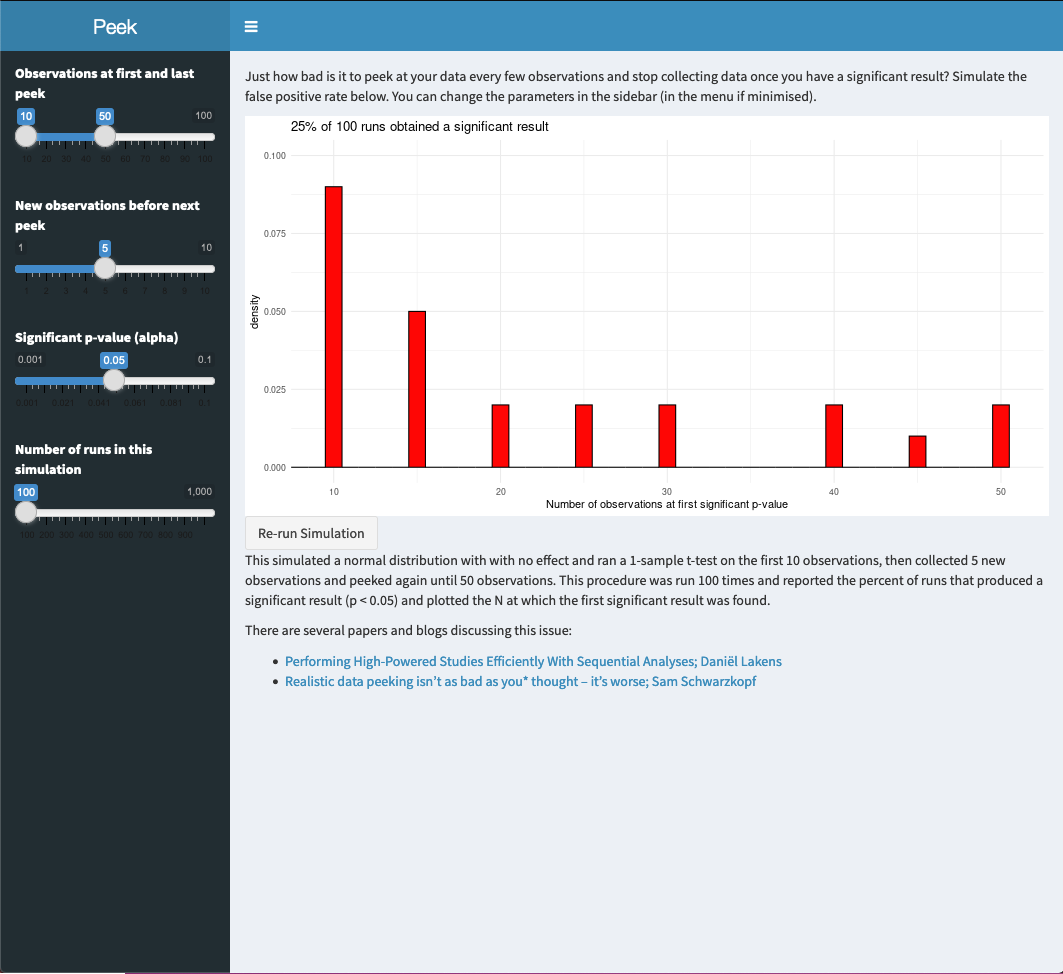 Peek
Observations at first and last
peek
10 50 100
10 20 30 40 50 60 70 80 90 100
New observations before next
peek
1 5 10
1 2 3 4 5 6 7 8 9 10
Significant p-value (alpha)
0.001 0.05 0.1
0.001 0.021 0.041 0.061 0.081 0.1
Number of runs in this
simulation
100 1,000
100 200 300 400 500 600 700 800 900
Just how bad is it to peek at your data every few observations and stop collecting data once you have a significant result? Simulate the
false positive rate below. You can change the parameters in the sidebar (in the menu if minimised).
25% of 100 runs obtained a significant result
0.100
0.075
0.050
0.025
0.000
density
10 20 30 40 50
Number of observations at first significant p-value
Re-run Simulation
This simulated a normal distribution with with no effect and ran a 1-sample t-test on the first 10 observations, then collected 5 new
observations and peeked again until 50 observations. This procedure was run 100 times and reported the percent of runs that produced a
significant result (p < 0.05) and plotted the N at which the first significant result was found.
There are several papers and blogs discussing this issue:
• Performing High-Powered Studies Efficiently With Sequential Analyses; Daniël Lakens
• Realistic data peeking isn't as bad as you* thought – it's worse; Sam Schwarzkopf